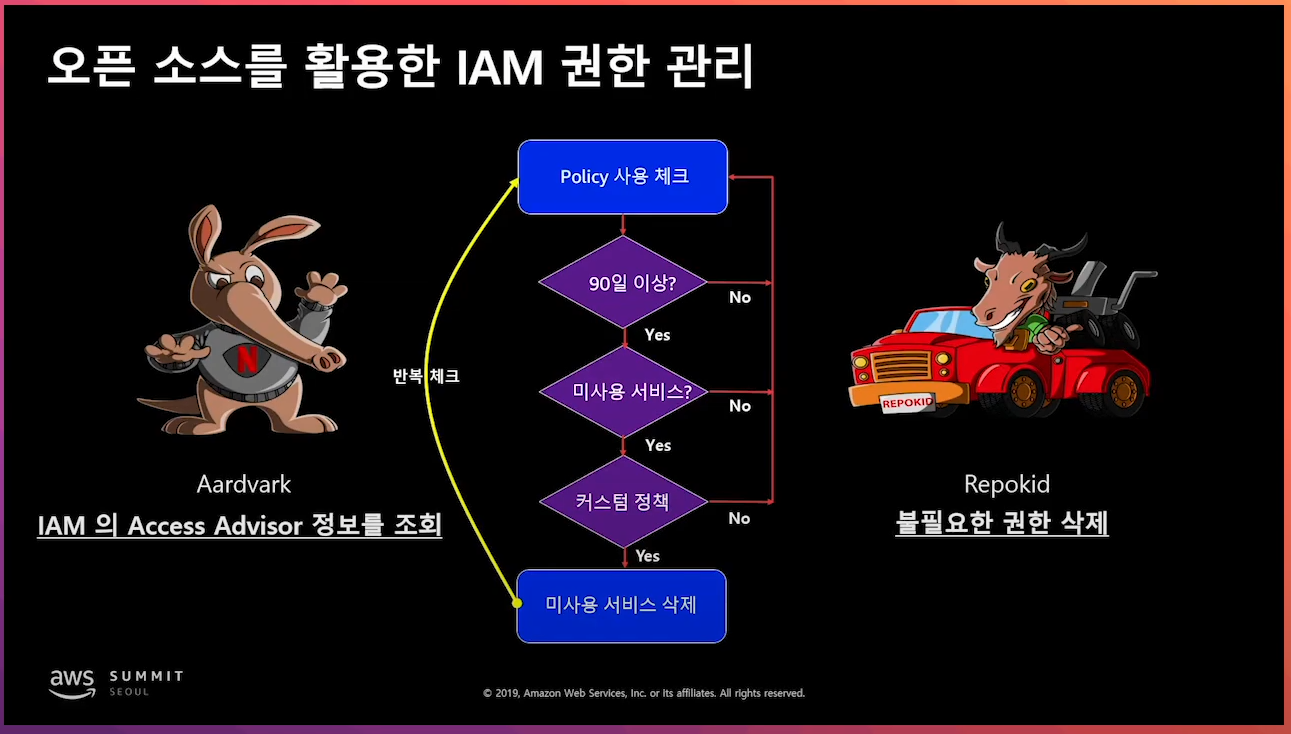 오픈 소스를 활용한 IAM 권한 관리
Policy 사용 체크
90일 이상?
No
Yes
반복 체크
미사용 서비스?
No
Yes
커스텀 정책
No
Yes
미사용 서비스 삭제
N
Aardvark
IAM 의 Access Advisor 정보를 조회
REPOKID
Repokid
불필요한 권한 삭제
aws SUMMIT
SEOUL
© 2019, Amazon Web Services, Inc. or its affiliates. All rights reserved.